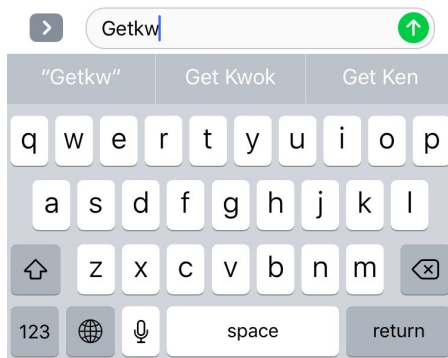 Getkw
"Getkw" Get Kwok Get Ken
q w e r t y u i o p
a s d f g h j k l
z x c v b n m
123 space return